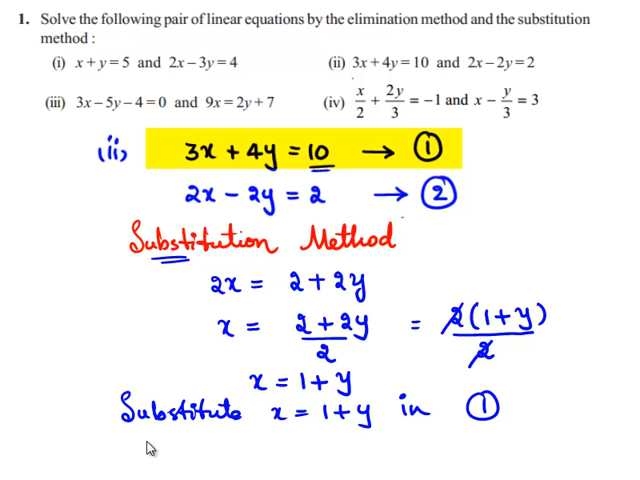 1. Solve the following pair of linear equations by the elimination method and the substitution
method :
(i) x + y = 5 and 2x – 3y = 4 (ii) 3x + 4y = 10 and 2x – 2y = 2
(iii) 3x – 5y – 4 = 0 and 9x = 2y + 7 (iv) x/2 + 2y/3 = –1 and x – y/3 = 3
(ii) 3x + 4y = 10 → ①
2x – 2y = 2 → ②
Substitution Method
2x = 2 + 2y
x = (2 + 2y)/2 = 2(1+y)/2
x = 1 + y
Substitute x = 1 + y in ①